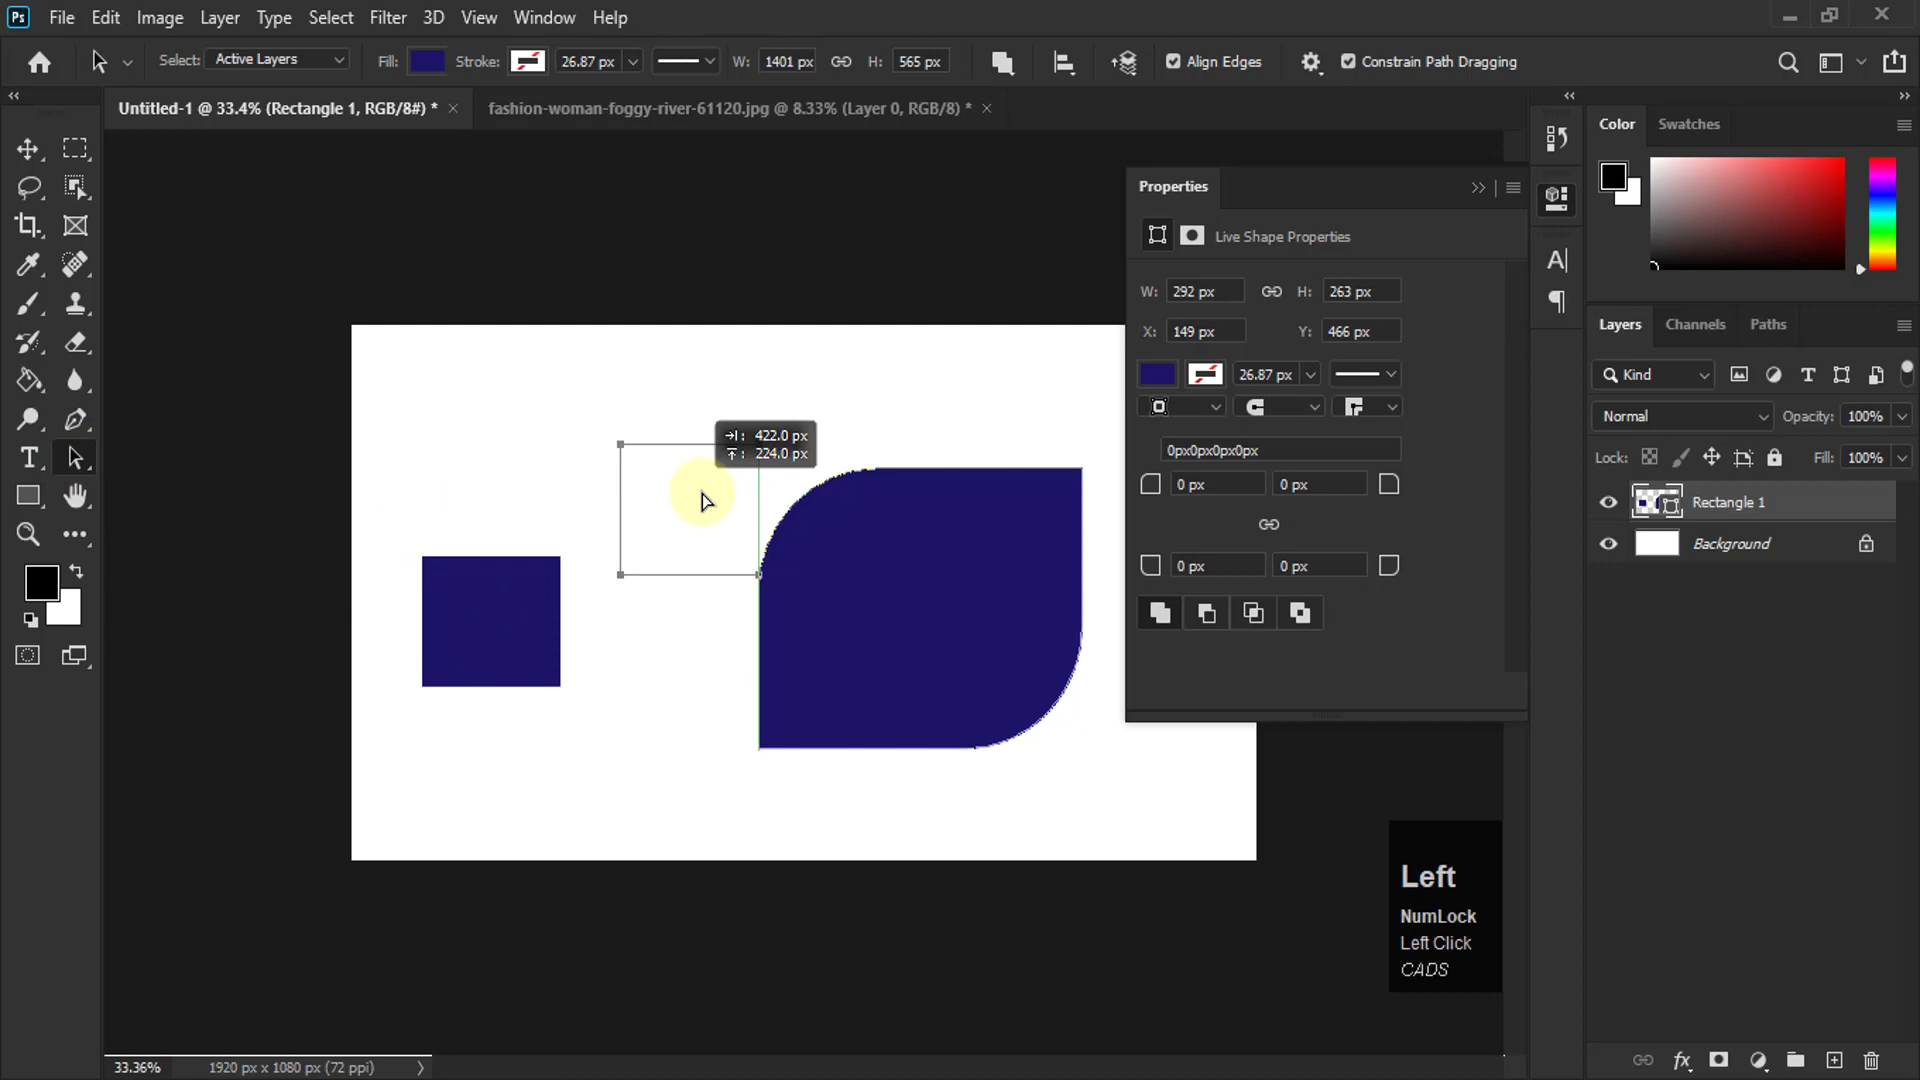 Ps File Edit Image Layer Type Select Filter 3D View Window Help
Select: Active Layers Fill: Stroke: 26.87 px W: 1401 px H: 565 px Align Edges Constrain Path Dragging
Untitled-1 @ 33.4% (Rectangle 1, RGB/8#) * fashion-woman-foggy-river-61120.jpg @ 8.33% (Layer 0, RGB/8) *
Color Swatches
Properties
Live Shape Properties
W: 292 px H: 263 px
X: 149 px Y: 466 px
26.87 px
0px0px0px0px
0 px 0 px
0 px 0 px
422.0 px
224.0 px
Layers Channels Paths
Kind
Normal Opacity: 100%
Lock: Fill: 100%
Rectangle 1
Background
Left
NumLock
Left Click
CADS
33.36% 1920 px x 1080 px (72 ppi)